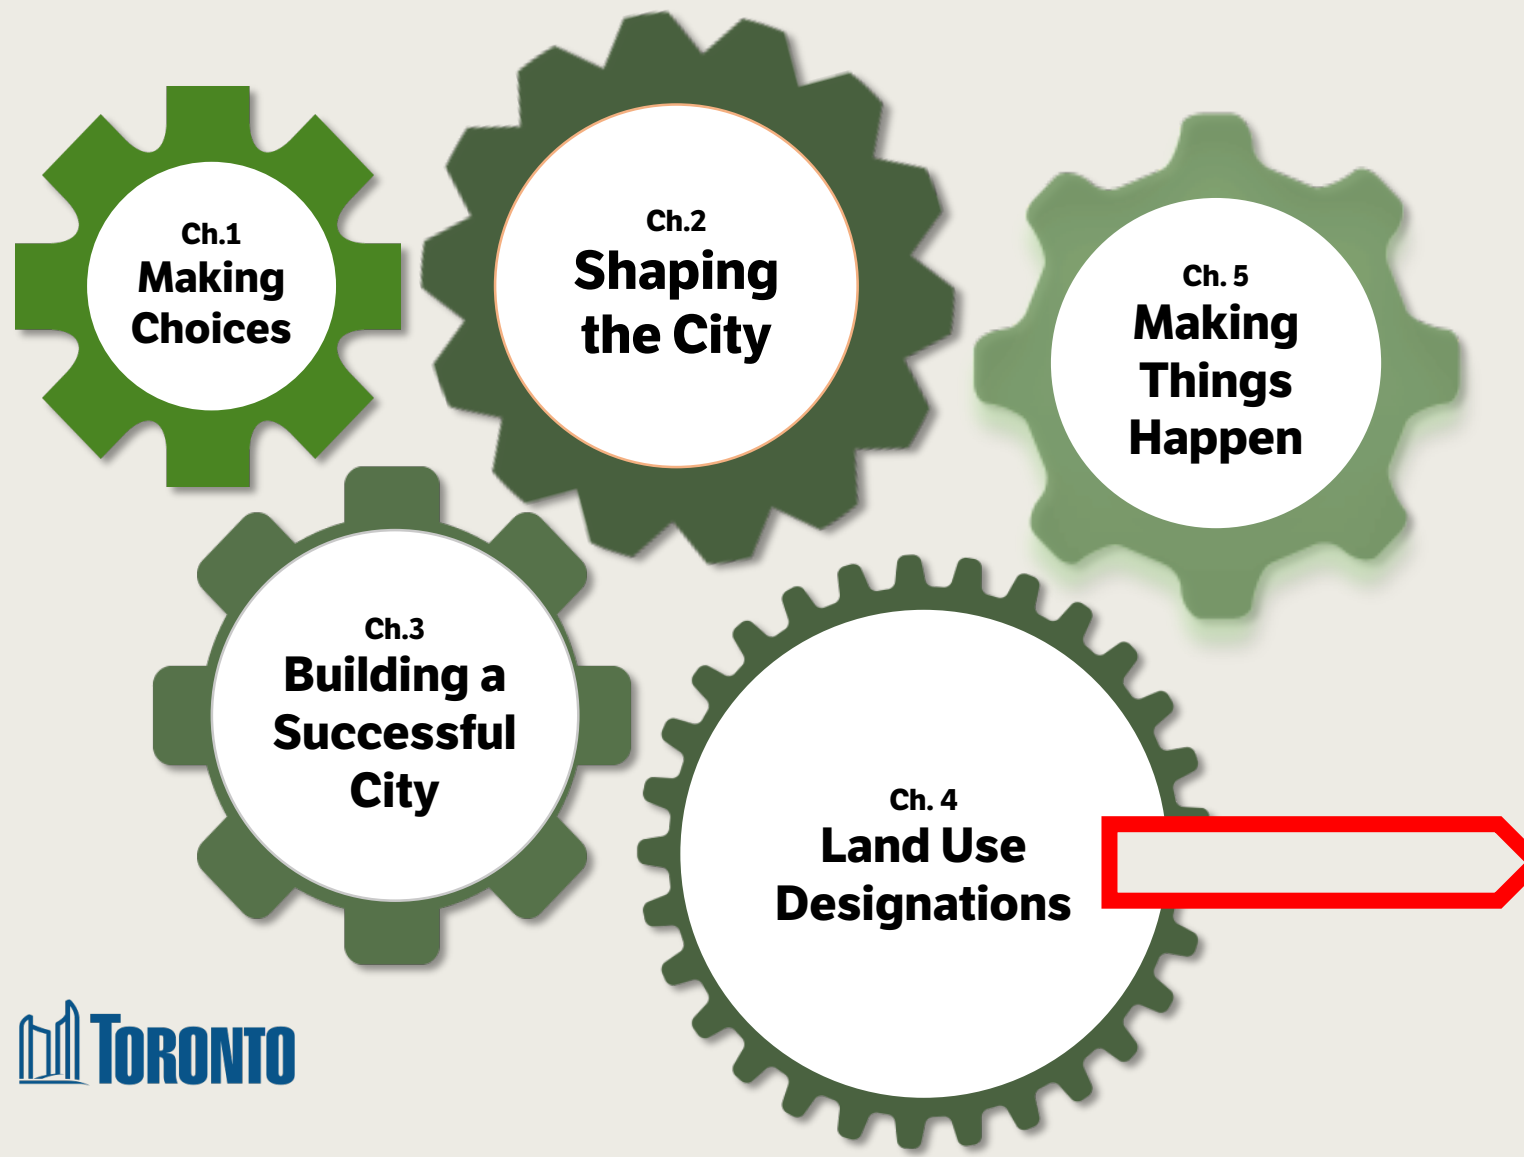 Ch.1
Making
Choices
Ch.2
Shaping
the City
Ch. 5
Making
Things
Happen
Ch.3
Building a
Successful
City
Ch. 4
Land Use
Designations
TORONTO